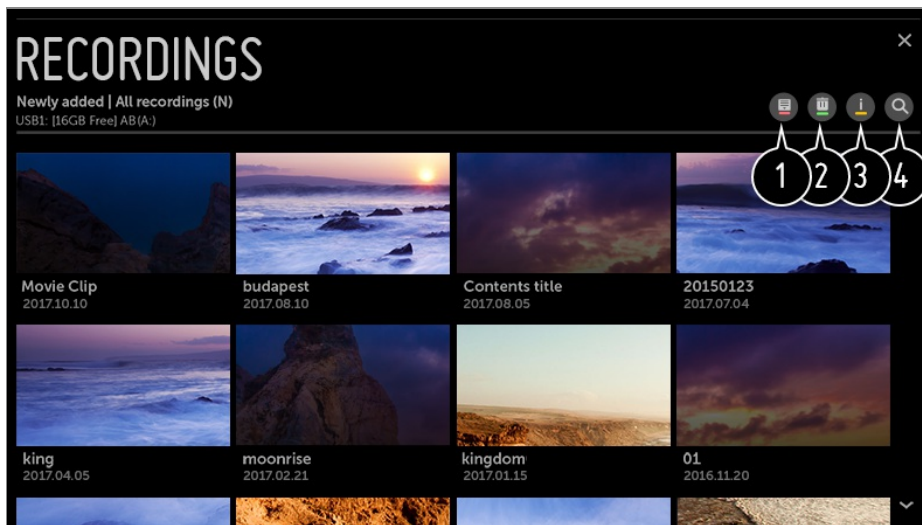 RECORDINGS
Newly added | All recordings (N)
USB1: [16GB Free] AB(A:)
1 2 3 4
Movie Clip budapest Contents title 20150123
2017.10.10 2017.08.10 2017.08.05 2017.07.04
king moonrise kingdom 01
2017.04.05 2017.02.21 2017.01.15 2016.11.20